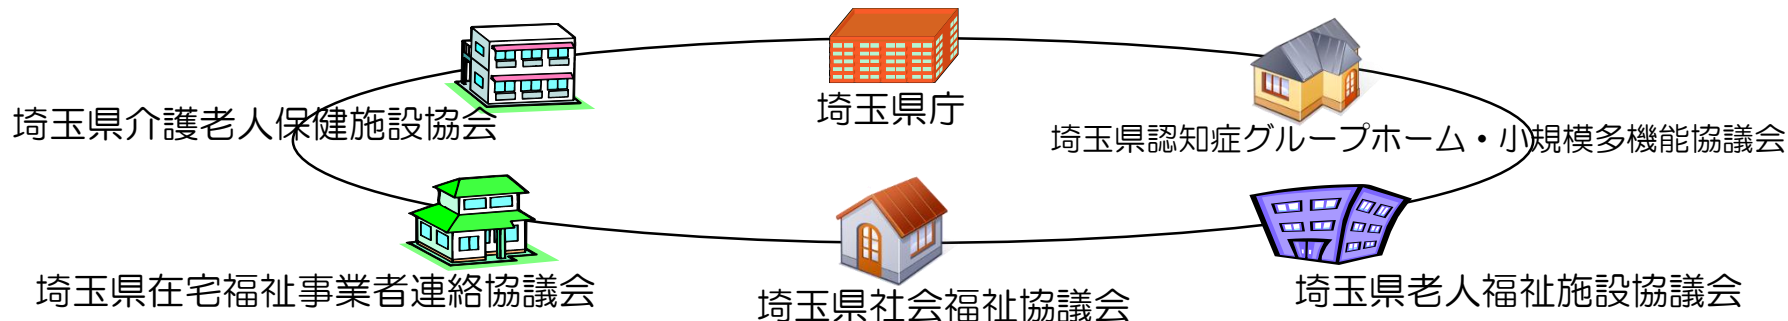 埼玉県介護老人保健施設協会
埼玉県庁
埼玉県認知症グループホーム・小規模多機能協議会
埼玉県在宅福祉事業者連絡協議会
埼玉県社会福祉協議会
埼玉県老人福祉施設協議会